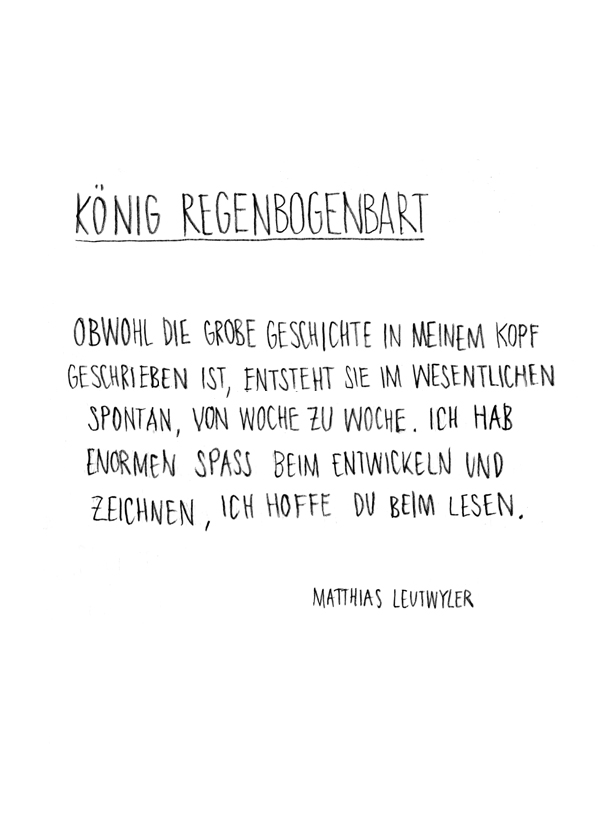 KÖNIG REGENBOGENBART
OBWOHL DIE GROBE GESCHICHTE IN MEINEM KOPF
GESCHRIEBEN IST, ENTSTEHT SIE IM WESENTLICHEN
SPONTAN, VON WOCHE ZU WOCHE. ICH HAB
ENORMEN SPASS BEIM ENTWICKELN UND
ZEICHNEN, ICH HOFFE DU BEIM LESEN.
MATTHIAS LEUTWYLER